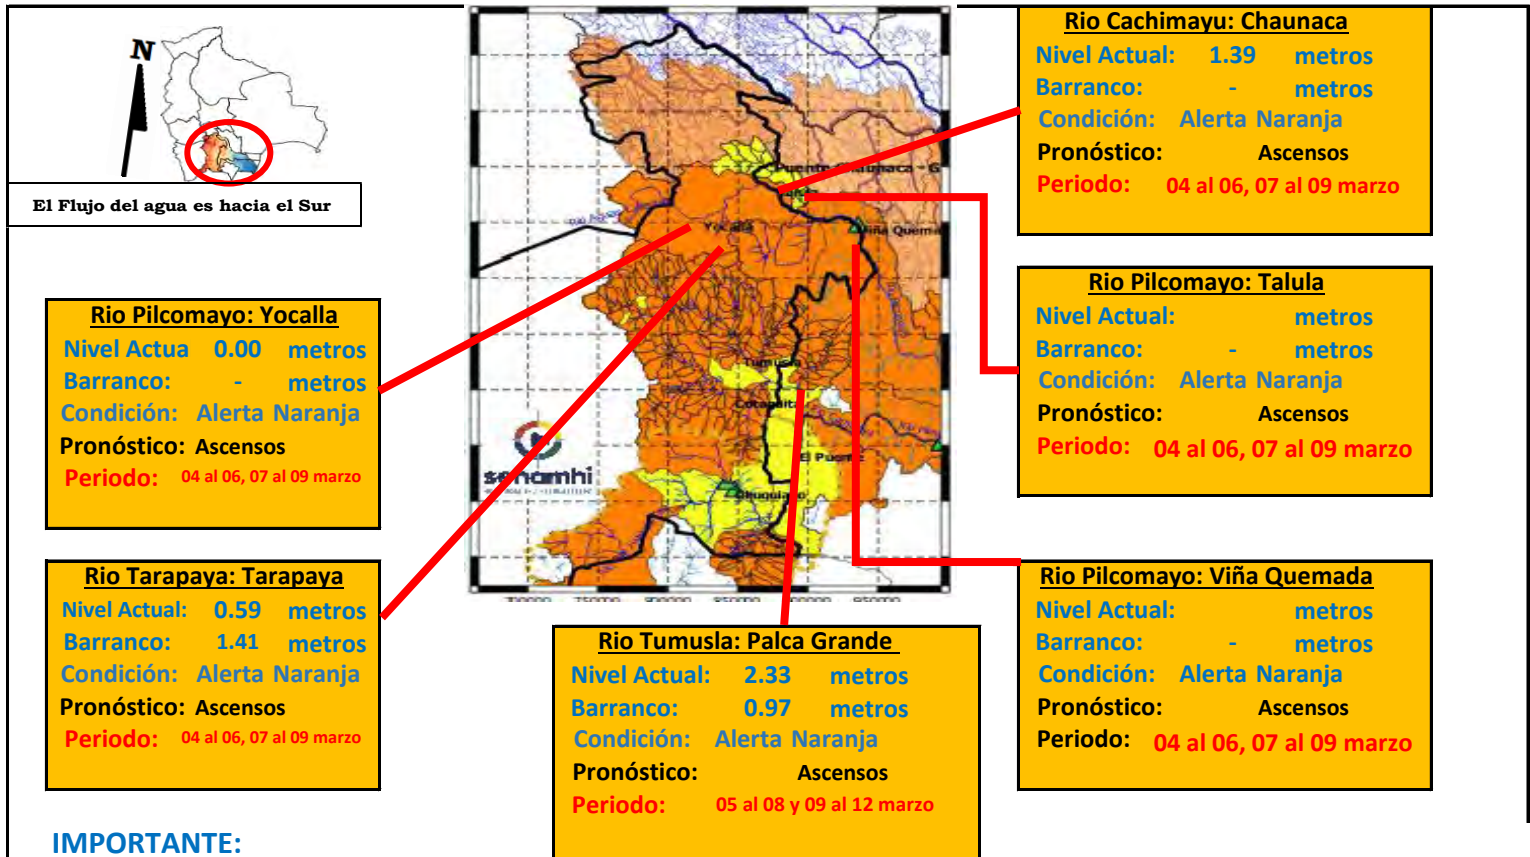 N
El Flujo del agua es hacia el Sur
Rio Cachimayu: Chaunaca
Nivel Actual: 1.39 metros
Barranco: - metros
Condición: Alerta Naranja
Pronóstico: Ascensos
Periodo: 04 al 06, 07 al 09 marzo
Rio Pilcomayo: Talula
Nivel Actual: metros
Barranco: - metros
Condición: Alerta Naranja
Pronóstico: Ascensos
Periodo: 04 al 06, 07 al 09 marzo
Rio Pilcomayo: Yocalla
Nivel Actua 0.00 metros
Barranco: - metros
Condición: Alerta Naranja
Pronóstico: Ascensos
Periodo: 04 al 06, 07 al 09 marzo
Rio Tarapaya: Tarapaya
Nivel Actual: 0.59 metros
Barranco: 1.41 metros
Condición: Alerta Naranja
Pronóstico: Ascensos
Periodo: 04 al 06, 07 al 09 marzo
Rio Tumusla: Palca Grande
Nivel Actual: 2.33 metros
Barranco: 0.97 metros
Condición: Alerta Naranja
Pronóstico: Ascensos
Periodo: 05 al 08 y 09 al 12 marzo
Rio Pilcomayo: Viña Quemada
Nivel Actual: metros
Barranco: - metros
Condición: Alerta Naranja
Pronóstico: Ascensos
Periodo: 04 al 06, 07 al 09 marzo
Puente - G
Yocalla
Viña Quema
Tumusla
Cotagaita
El Puente
Chuquiago
senamhi
IMPORTANTE: